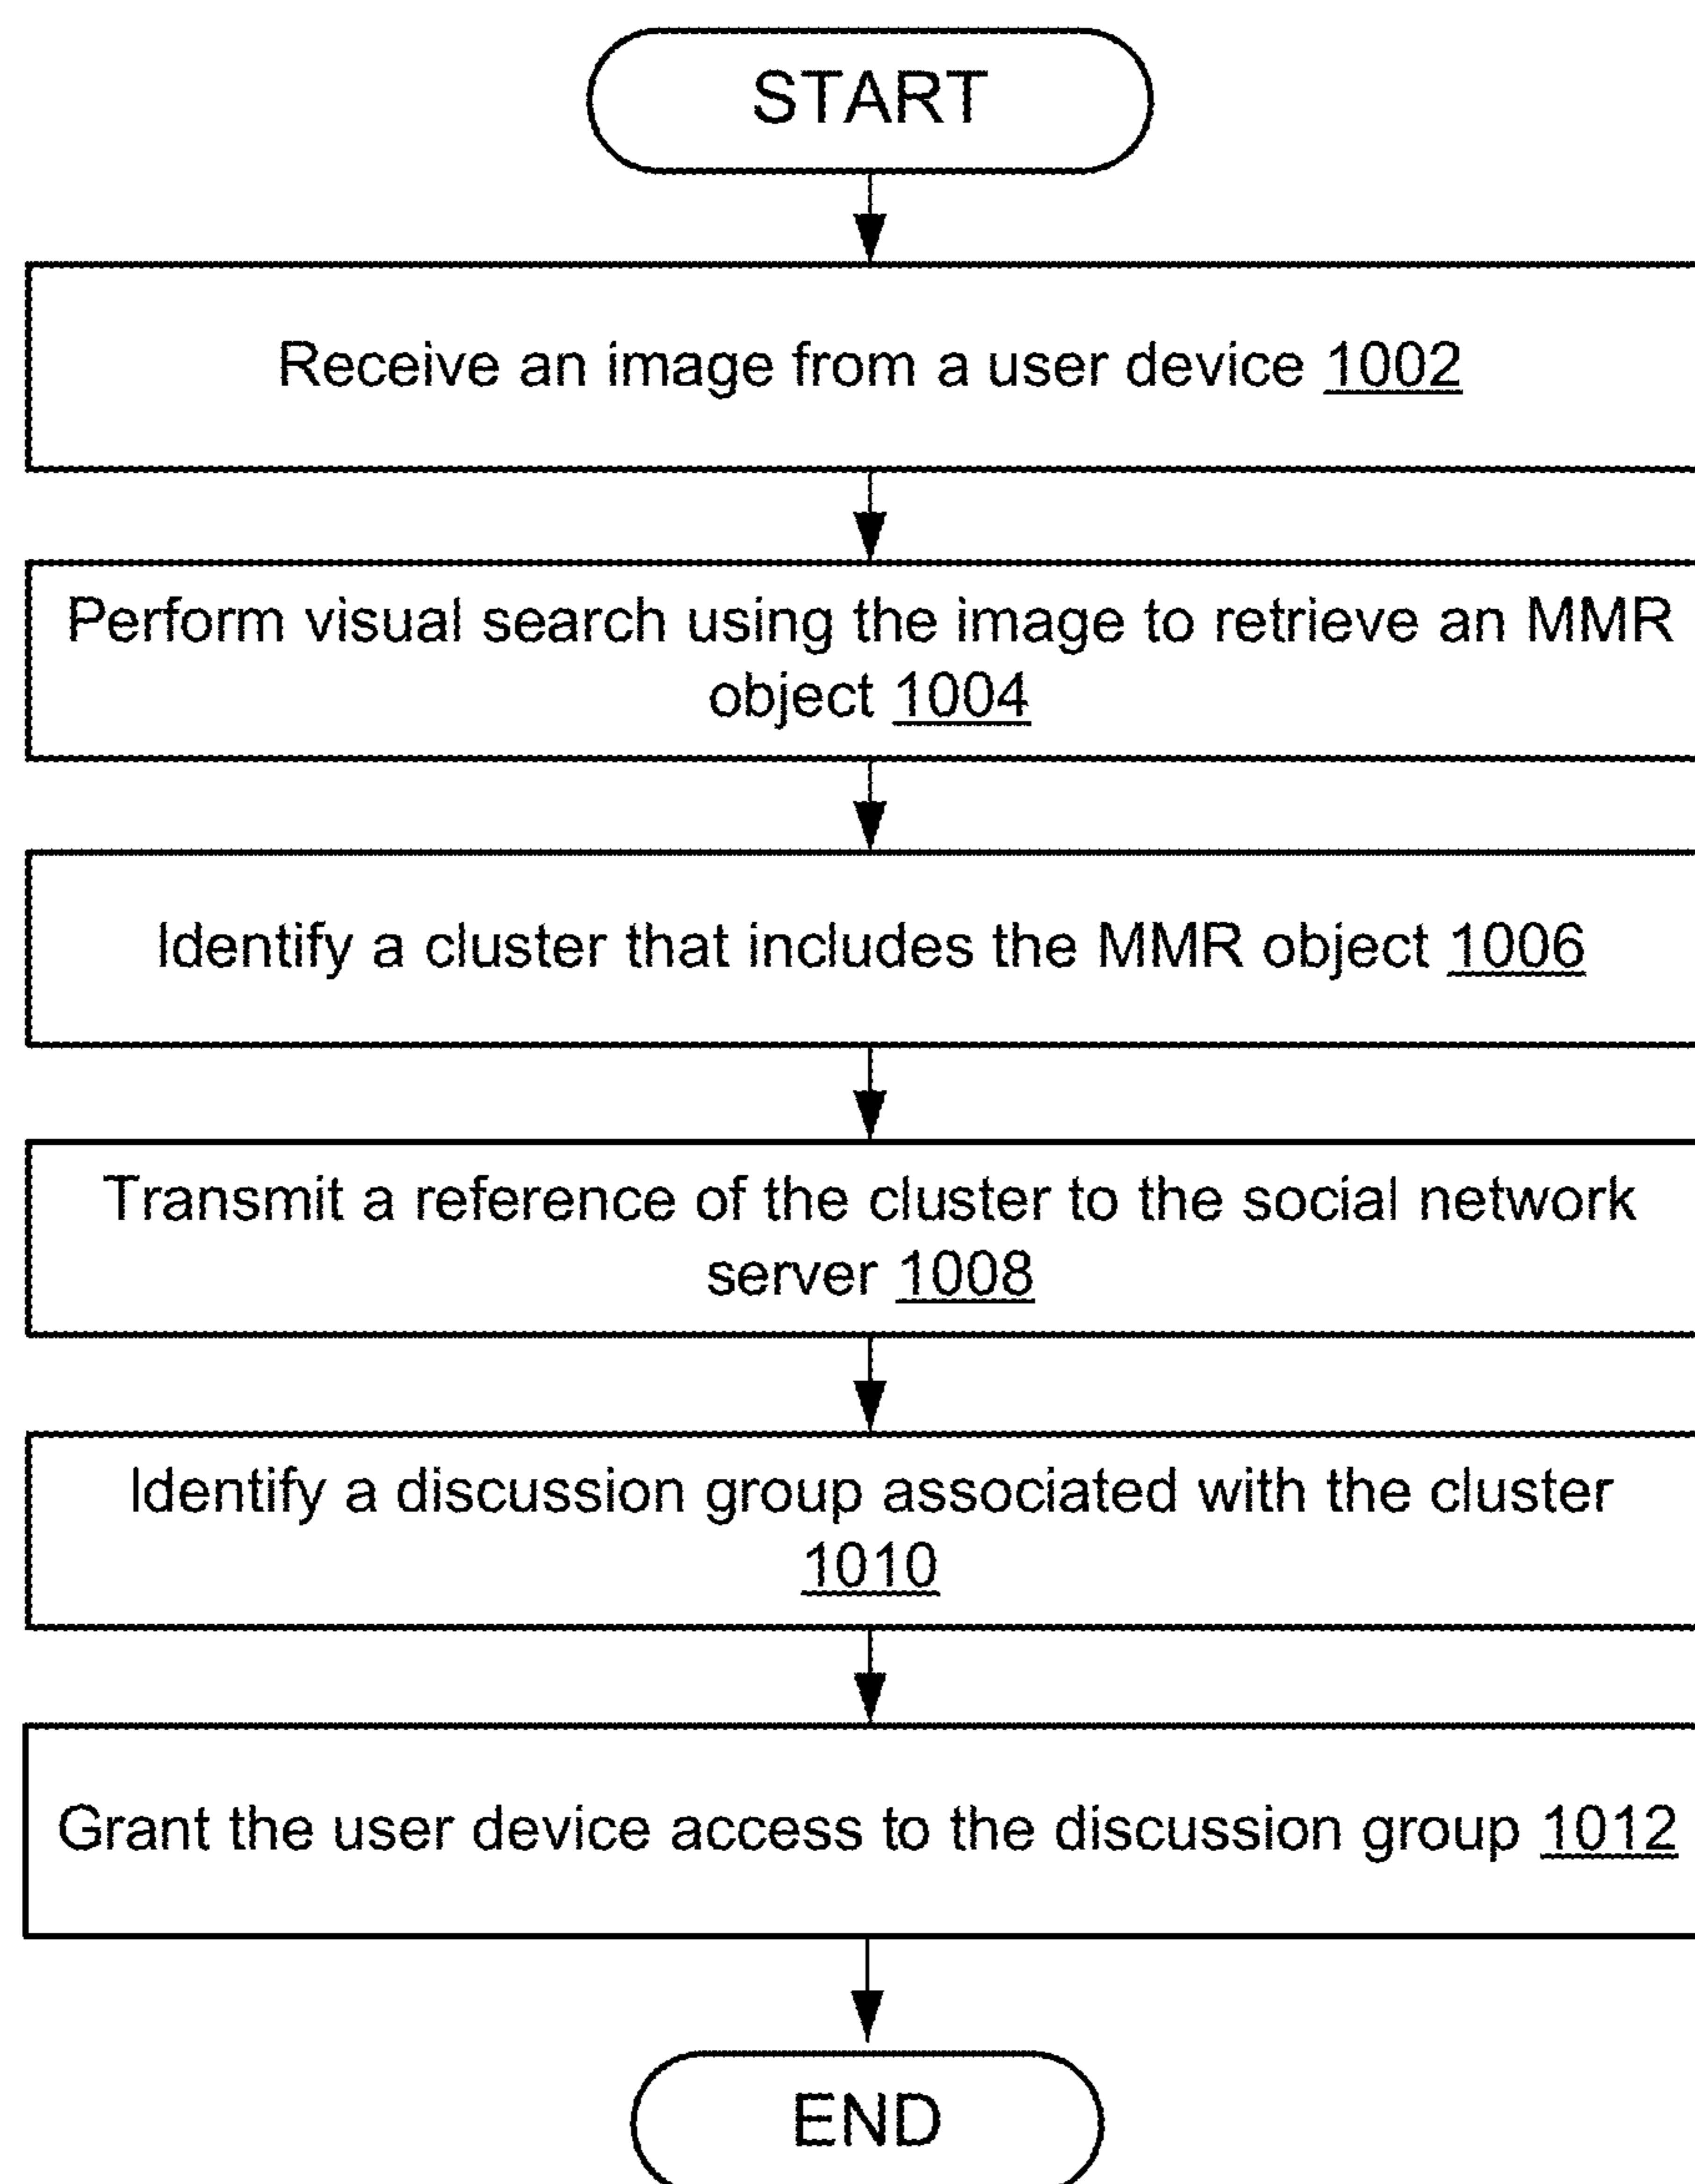 START
Receive an image from a user device 1002
Perform visual search using the image to retrieve an MMR
object 1004
Identify a cluster that includes the MMR object 1006
Transmit a reference of the cluster to the social network
server 1008
Identify a discussion group associated with the cluster
1010
Grant the user device access to the discussion group 1012
END